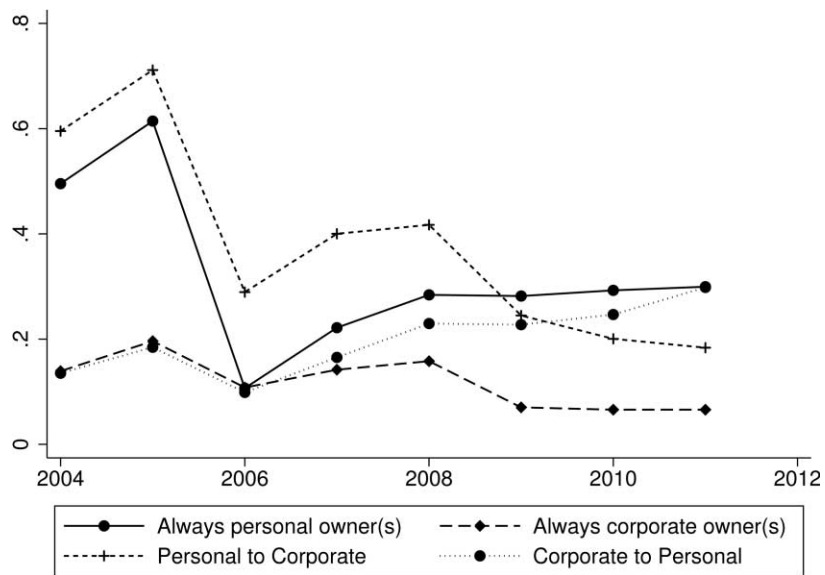 .8
.6
.4
.2
0
2004 2006 2008 2010 2012
Always personal owner(s) Always corporate owner(s)
Personal to Corporate Corporate to Personal